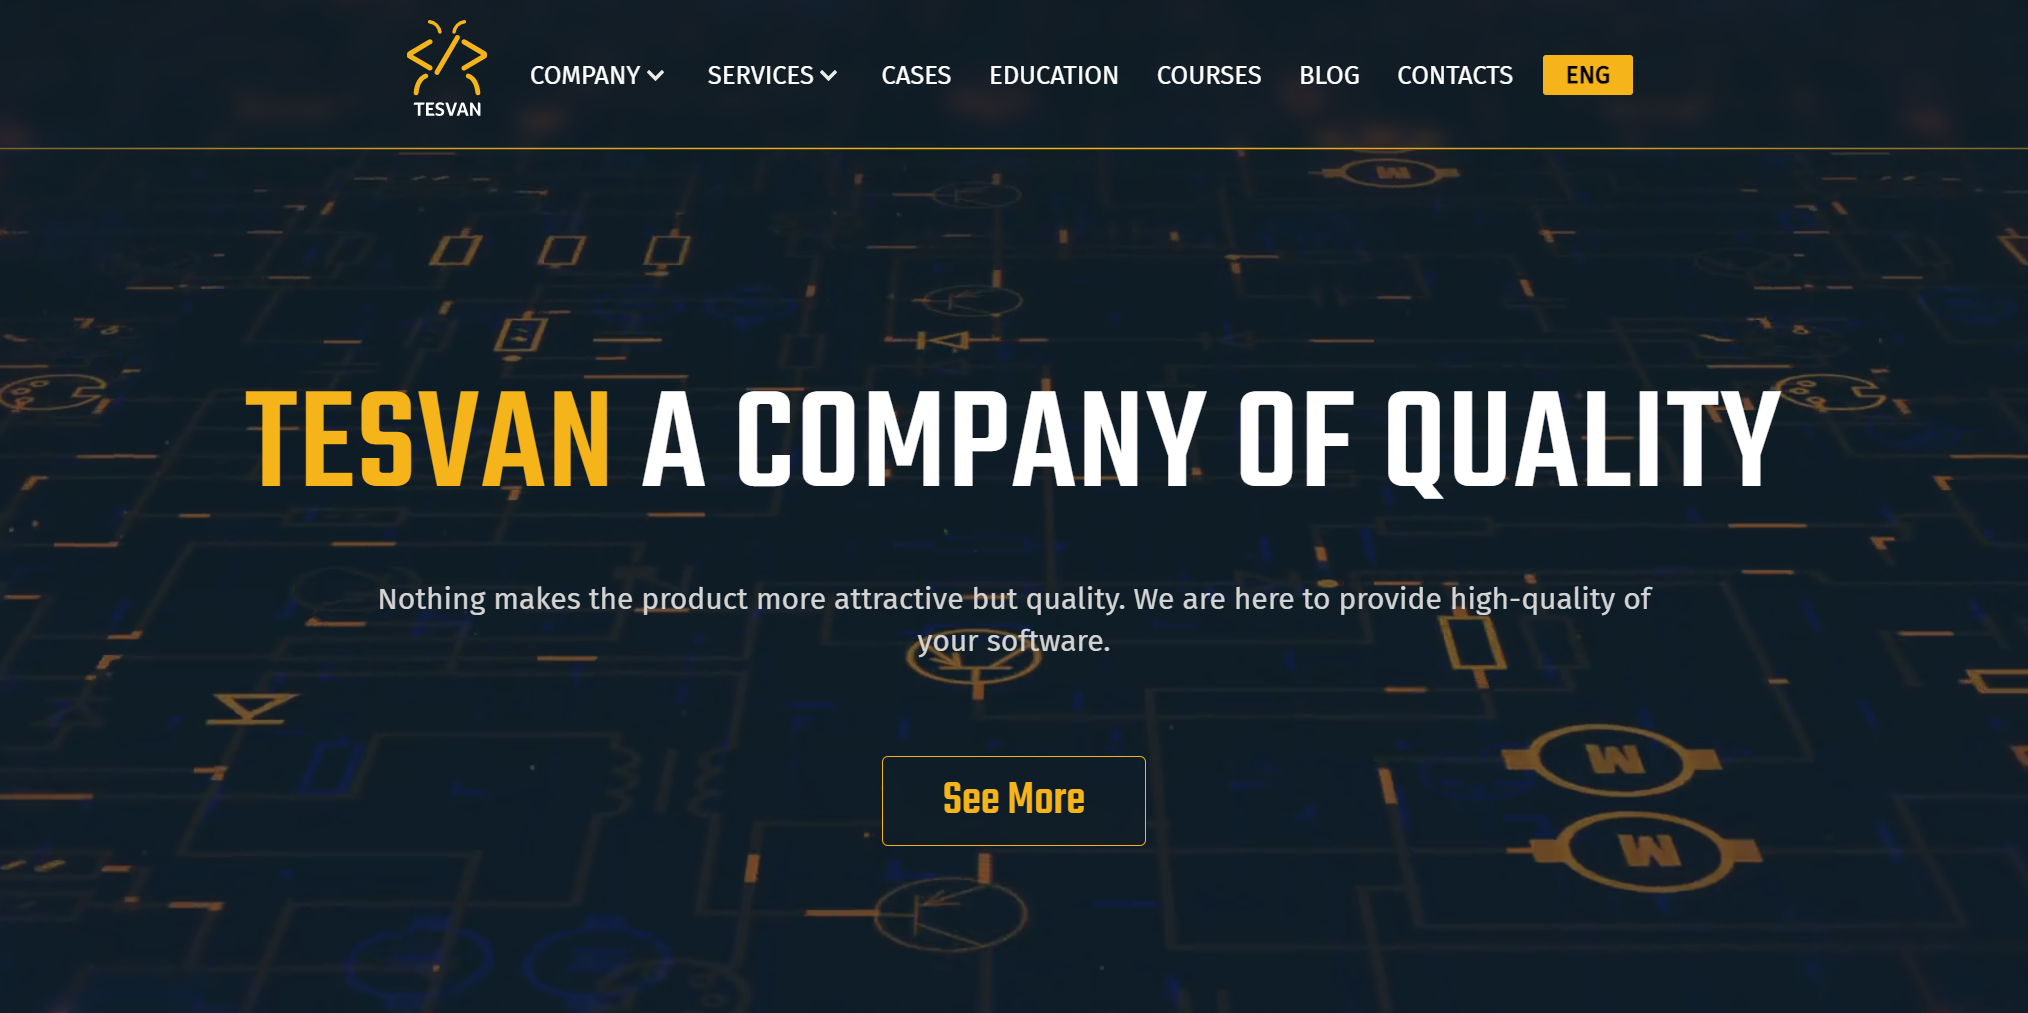 TESVAN
COMPANY SERVICES CASES EDUCATION COURSES BLOG CONTACTS ENG
M
TESVAN A COMPANY OF QUALITY
Nothing makes the product more attractive but quality. We are here to provide high-quality of
your software.
M
See More
M